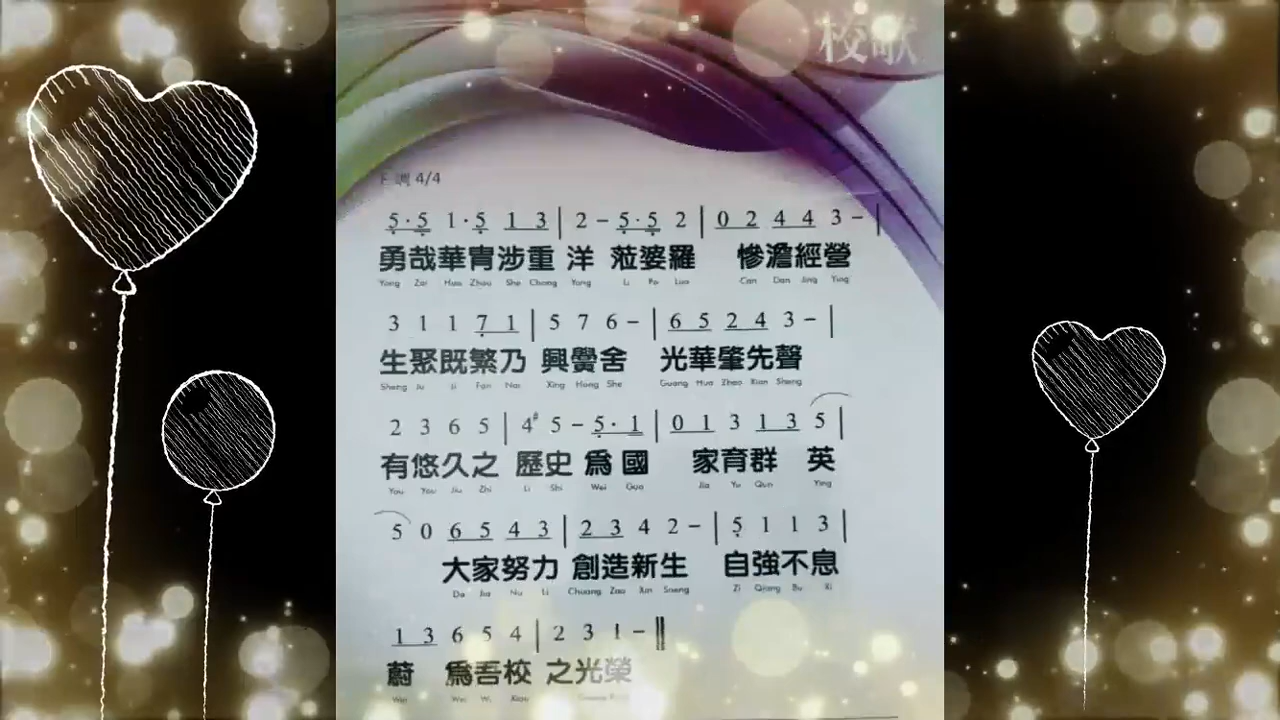 校歌
F 調 4/4
5·5 1·5 1 3 | 2 – 5·5 2 | 0 2 4 4 3 – |
勇哉華胄涉重 洋 蒞婆羅 慘澹經營
Yong Zai Hua Zhou She Chong Yang Li Po Luo Can Dan Jing Ying
3 1 1 7 1 | 5 7 6 – | 6 5 2 4 3 – |
生聚既繁乃 興黌舍 光華肇先聲
Sheng Ju Ji Fan Nai Xing Hong She Guang Hua Zhao Xian Sheng
2 3 6 5 | 4# 5 – 5· 1 | 0 1 3 1 3 5 |
有悠久之 歷史 為 國 家育群 英
You You Jiu Zhi Li Shi Wei Guo Jia Yu Qun Ying
5 0 6 5 4 3 | 2 3 4 2 – | 5 1 1 3 |
大家努力 創造新生 自強不息
Da Jia Nu Li Chuang Zao Xin Saeng Zi Qiang Bu Xi
1 3 6 5 4 | 2 3 1 – ‖
蔚 為吾校 之光榮
Wei Wei Wu Xiao